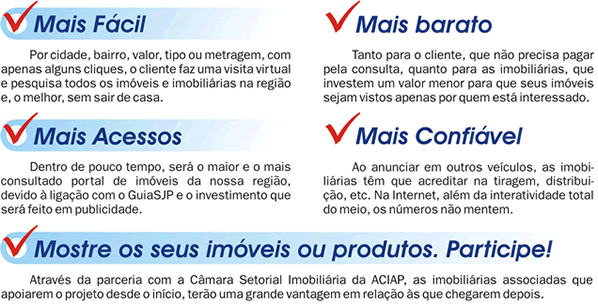 Mais Fácil
Por cidade, bairro, valor, tipo ou metragem, com
apenas alguns cliques, o cliente faz uma visita virtual
e pesquisa todos os imóveis e imobiliárias na região
e, o melhor, sem sair de casa.
Mais barato
Tanto para o cliente, que não precisa pagar
pela consulta, quanto para as imobiliárias, que
investem um valor menor para que seus imóveis
sejam vistos apenas por quem está interessado.
Mais Acessos
Dentro de pouco tempo, será o maior e o mais
consultado portal de imóveis da nossa região,
devido à ligação com o GuiaSJP e o investimento que
será feito em publicidade.
Mais Confiável
Ao anunciar em outros veículos, as imobi-
liárias têm que acreditar na tiragem, distribui-
ção, etc. Na Internet, além da interatividade total
do meio, os números não mentem.
Mostre os seus imóveis ou produtos. Participe!
Através da parceria com a Câmara Setorial Imobiliária da ACIAP, as imobiliárias associadas que
apoiarem o projeto desde o início, terão uma grande vantagem em relação às que chegarem depois.